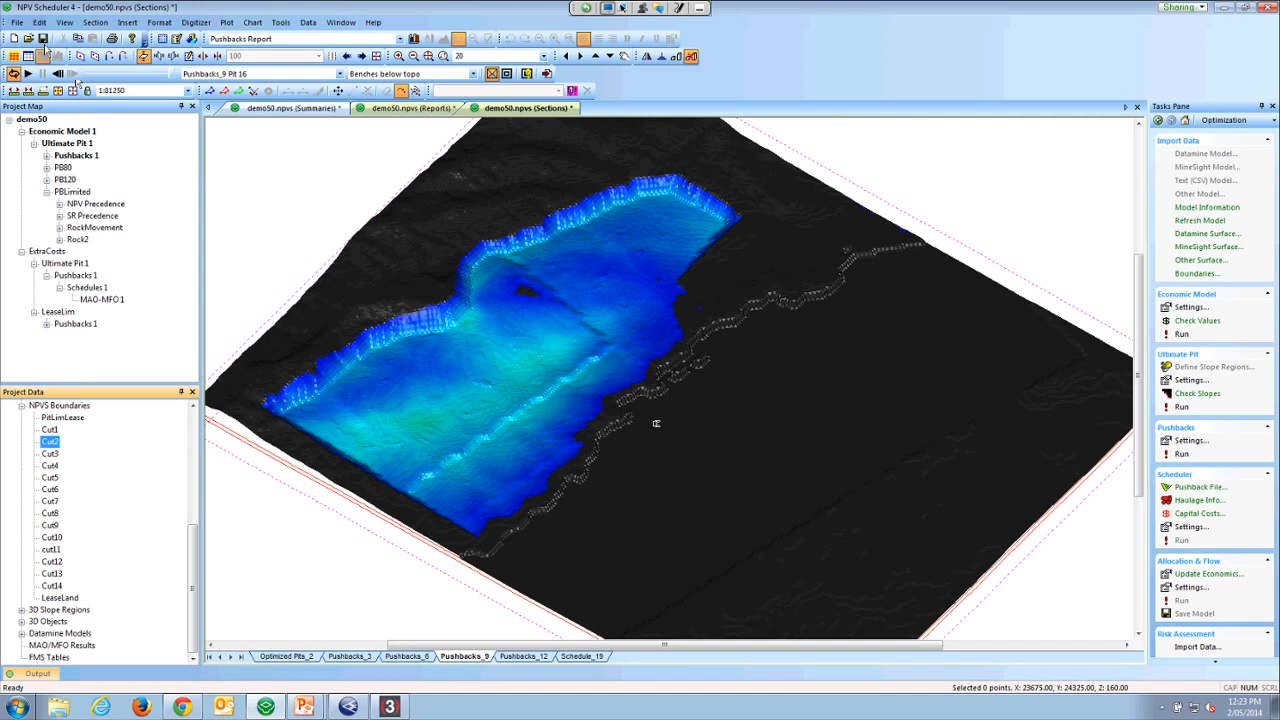 NPV Scheduler 4 - [demo50.npvs (Sections) *]
Sharing
File Edit View Section Insert Format Digitizer Plot Chart Tools Data Window Help
Pushbacks Report
100
20
Pushbacks_9 Pit 16
Benches below topo
1:81250
Project Map
demo50
Economic Model 1
Ultimate Pit 1
Pushbacks 1
PB80
PB120
PBLimited
NPV Precedence
SR Precedence
RockMovement
Rock2
ExtraCosts
Ultimate Pit 1
Pushbacks 1
Schedules 1
MAO-MFO 1
LeaseLim
Pushbacks 1
Project Data
NPVS Boundaries
PitLimLease
Cut1
Cut2
Cut3
Cut4
Cut5
Cut6
Cut7
Cut8
Cut9
Cut10
cut11
Cut12
Cut13
Cut14
LeaseLand
3D Slope Regions
3D Objects
Datamine Models
MAO/MFO Results
FMS Tables
Output
demo50.npvs (Summaries) *
demo50.npvs (Reports) *
demo50.npvs (Sections) *
Optimized Pits_2
Pushbacks_3
Pushbacks_6
Pushbacks_9
Pushbacks_12
Schedule_19
Tasks Pane
Optimization
Import Data
Datamine Model...
MineSight Model...
Text (CSV) Model...
Other Model...
Model Information
Refresh Model
Datamine Surface...
MineSight Surface...
Other Surface...
Boundaries...
Economic Model
Settings...
Check Values
Run
Ultimate Pit
Define Slope Regions...
Settings...
Check Slopes
Run
Pushbacks
Settings...
Run
Scheduler
Pushback File...
Haulage Info...
Capital Costs...
Settings...
Run
Allocation & Flow
Update Economics...
Settings...
Run
Save Model
Risk Assessment
Import Data...
Ready
Selected 0 points. X: 23675.00, Y: 24325.00, Z: 160.00
CAP NUM SCRL
12:23 PM
2/05/2014